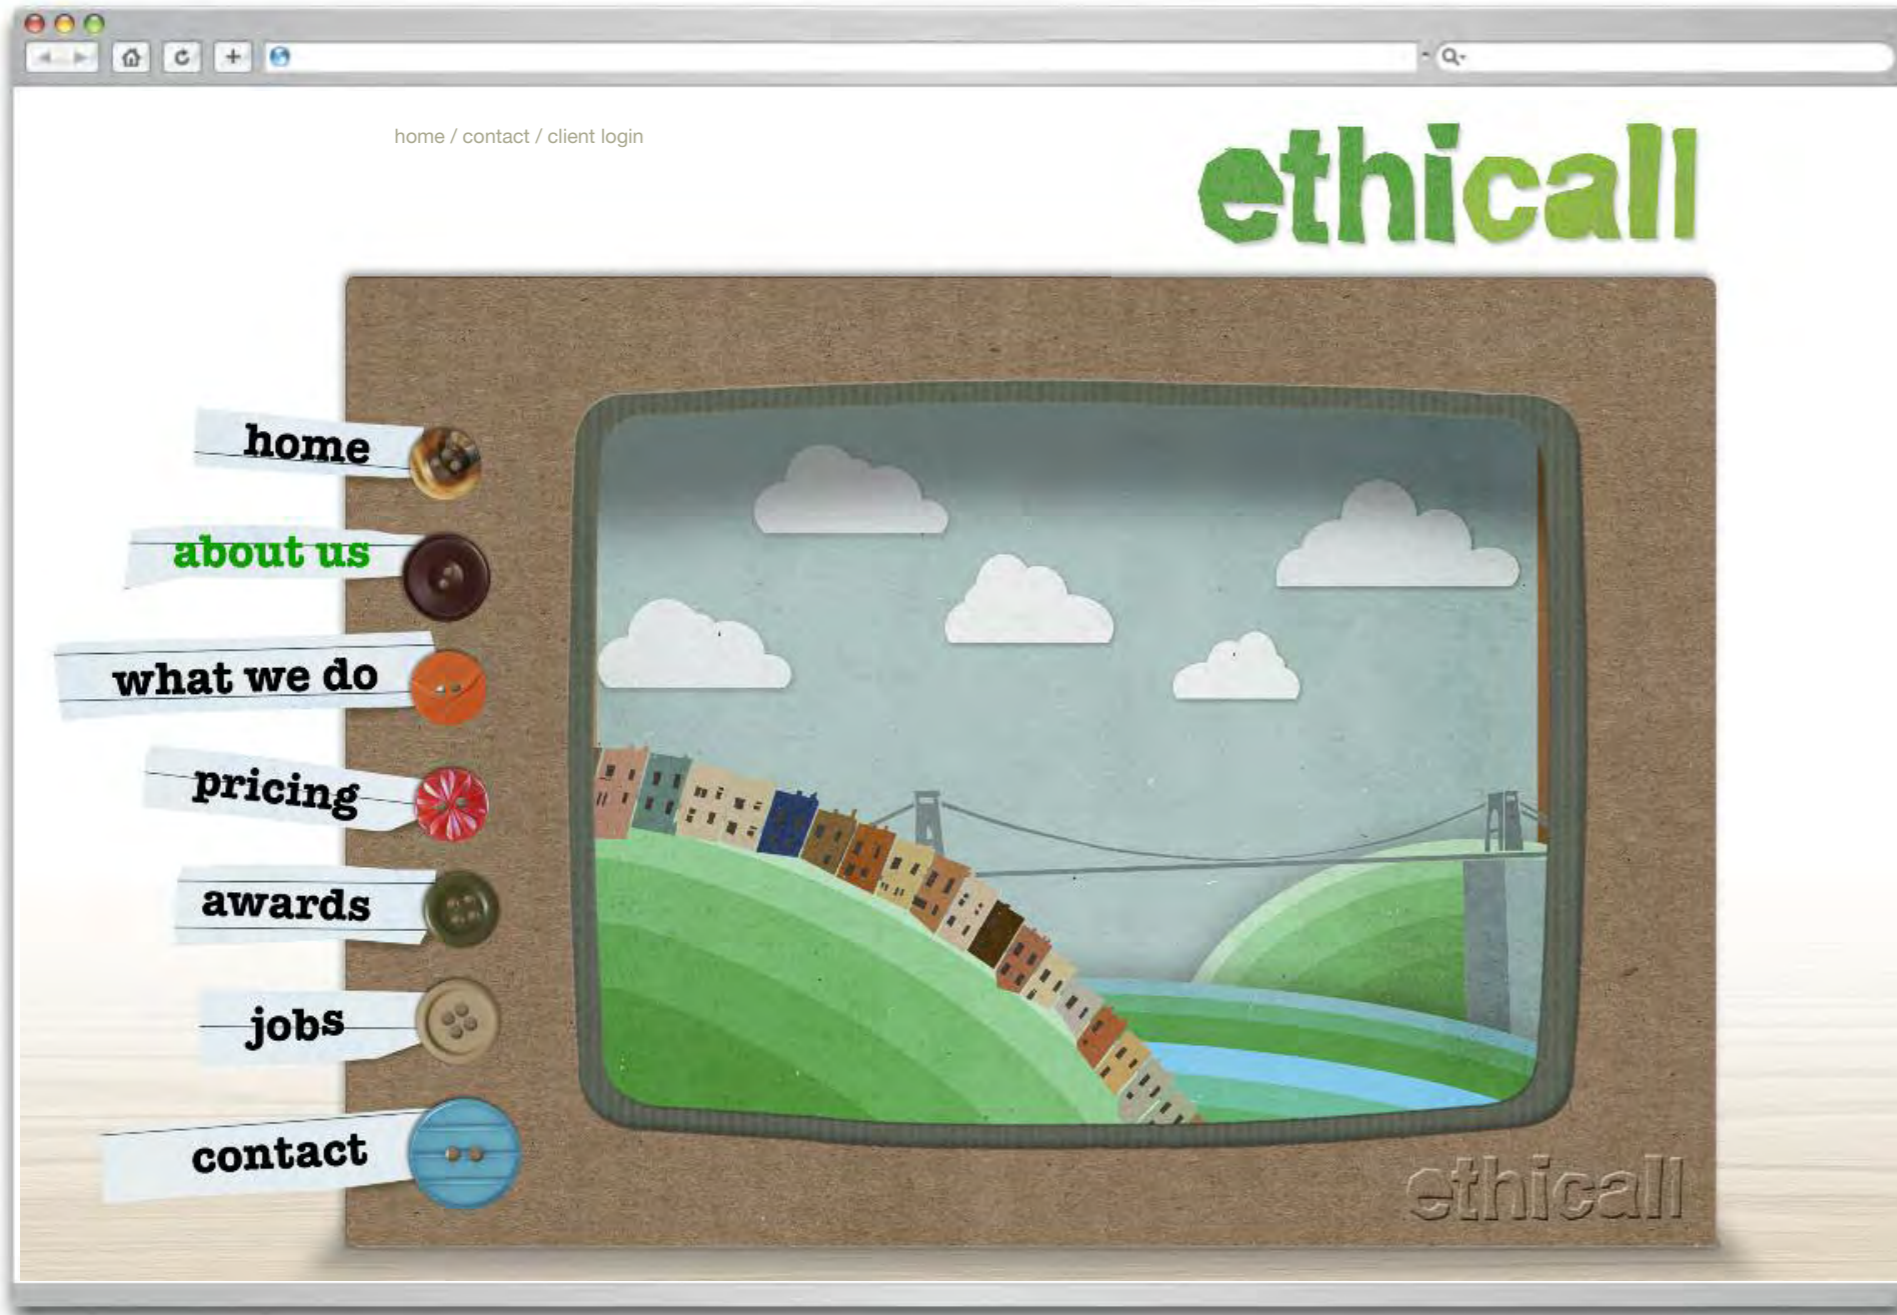 home / contact / client login
ethicall
home
about us
what we do
pricing
awards
jobs
contact
ethicall